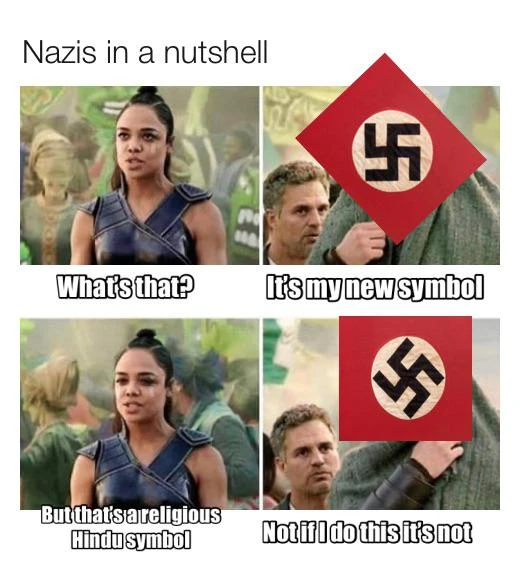 Nazis in a nutshell
What's that?
It's my new symbol
But that's a religious
Hindu symbol
Not if I do this it's not